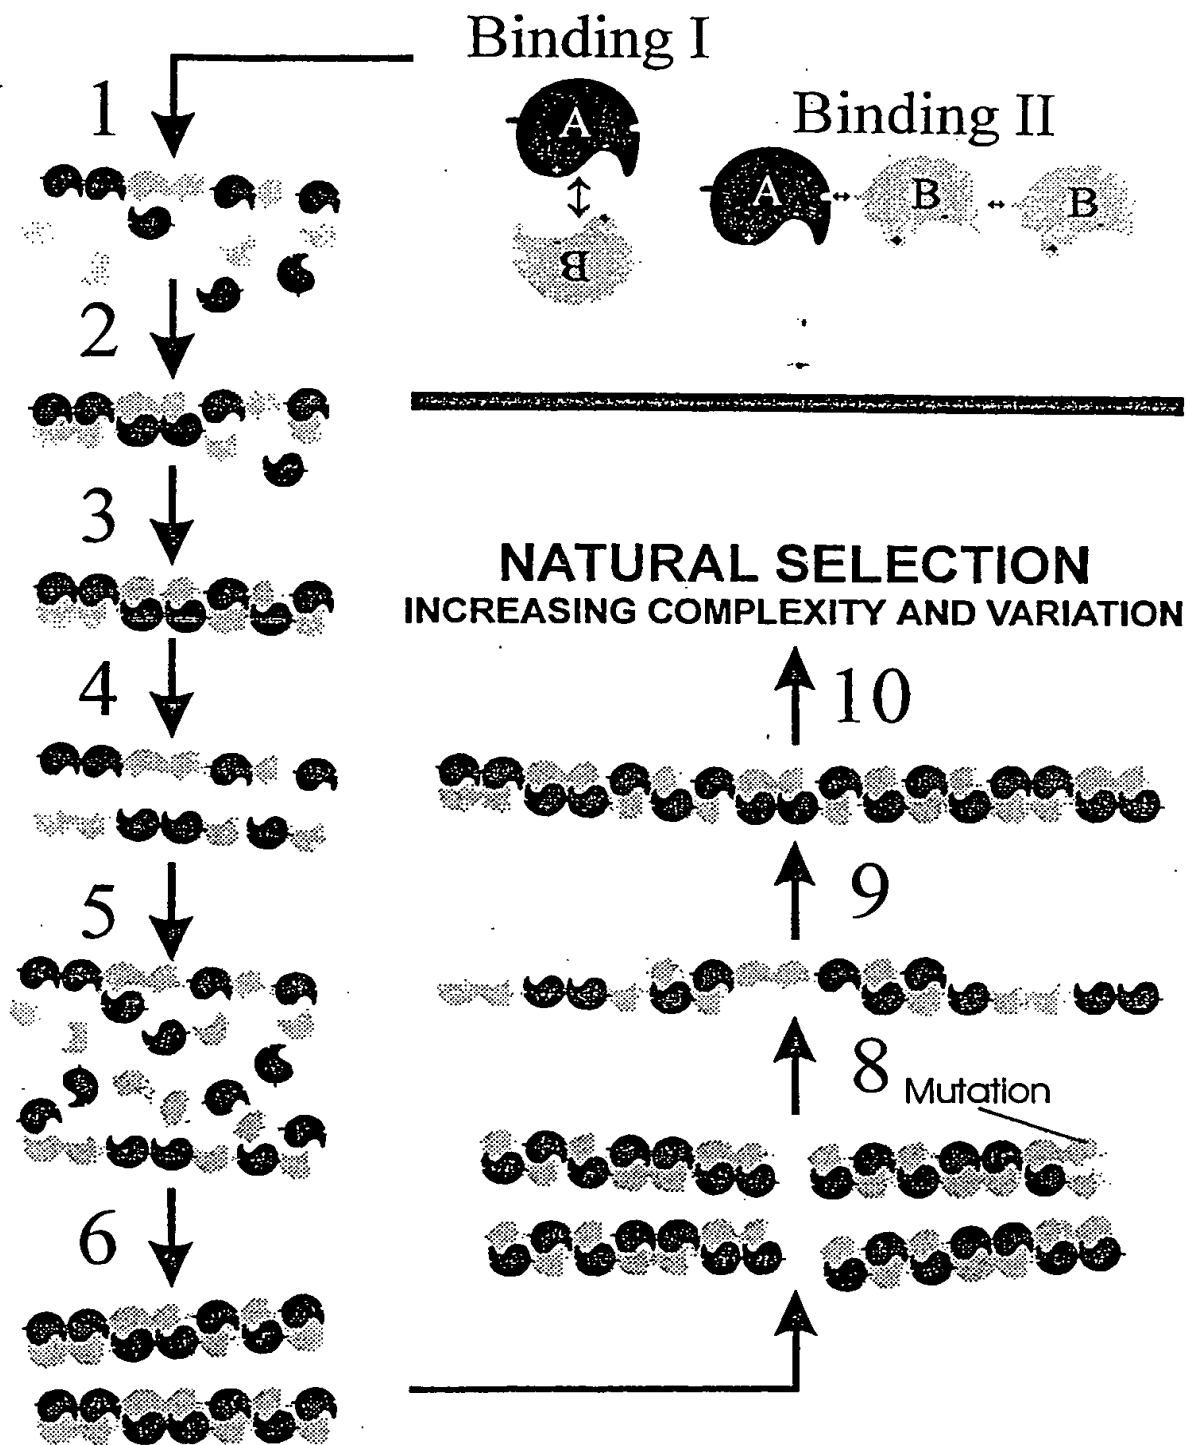 Binding I
1
A
Binding II
A
B
B
B
2
3
NATURAL SELECTION
INCREASING COMPLEXITY AND VARIATION
4
10
5
9
8
Mutation
6